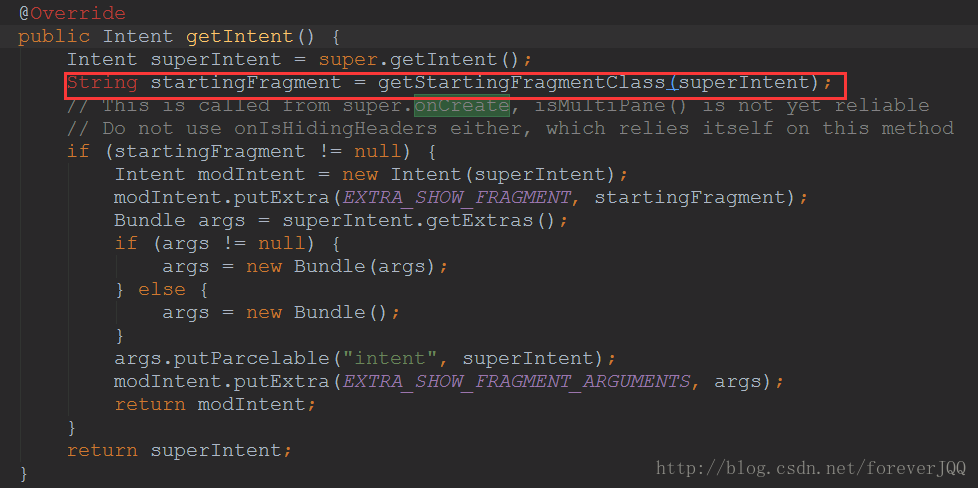 @Override
public Intent getIntent() {
    Intent superIntent = super.getIntent();
    String startingFragment = getStartingFragmentClass(superIntent);
    // This is called from super.onCreate, isMultiPane() is not yet reliable
    // Do not use onIsHidingHeaders either, which relies itself on this method
    if (startingFragment != null) {
        Intent modIntent = new Intent(superIntent);
        modIntent.putExtra(EXTRA_SHOW_FRAGMENT, startingFragment);
        Bundle args = superIntent.getExtras();
        if (args != null) {
            args = new Bundle(args);
        } else {
            args = new Bundle();
        }
        args.putParcelable("intent", superIntent);
        modIntent.putExtra(EXTRA_SHOW_FRAGMENT_ARGUMENTS, args);
        return modIntent;
    }
    return superIntent;
}
http://blog.csdn.net/foreverJQQ